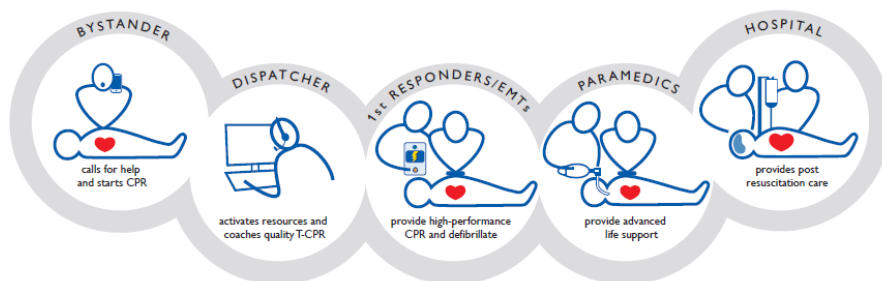 BYSTANDER
calls for help
and starts CPR
DISPATCHER
activates resources and
coaches quality T-CPR
1st RESPONDERS/EMTs
provide high-performance
CPR and defibrillate
PARAMEDICS
provide advanced
life support
HOSPITAL
provides post
resuscitation care